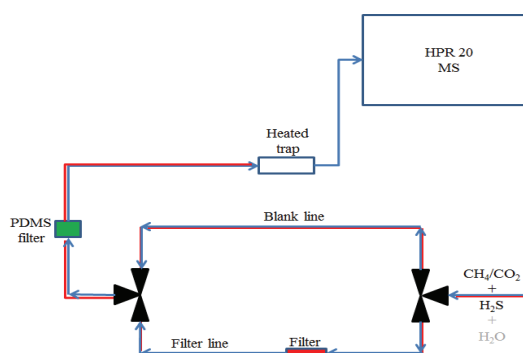 HPR 20
MS
Heated
trap
PDMS
filter
Blank line
CH₄/CO₂
+
H₂S
+
H₂O
Filter line
Filter